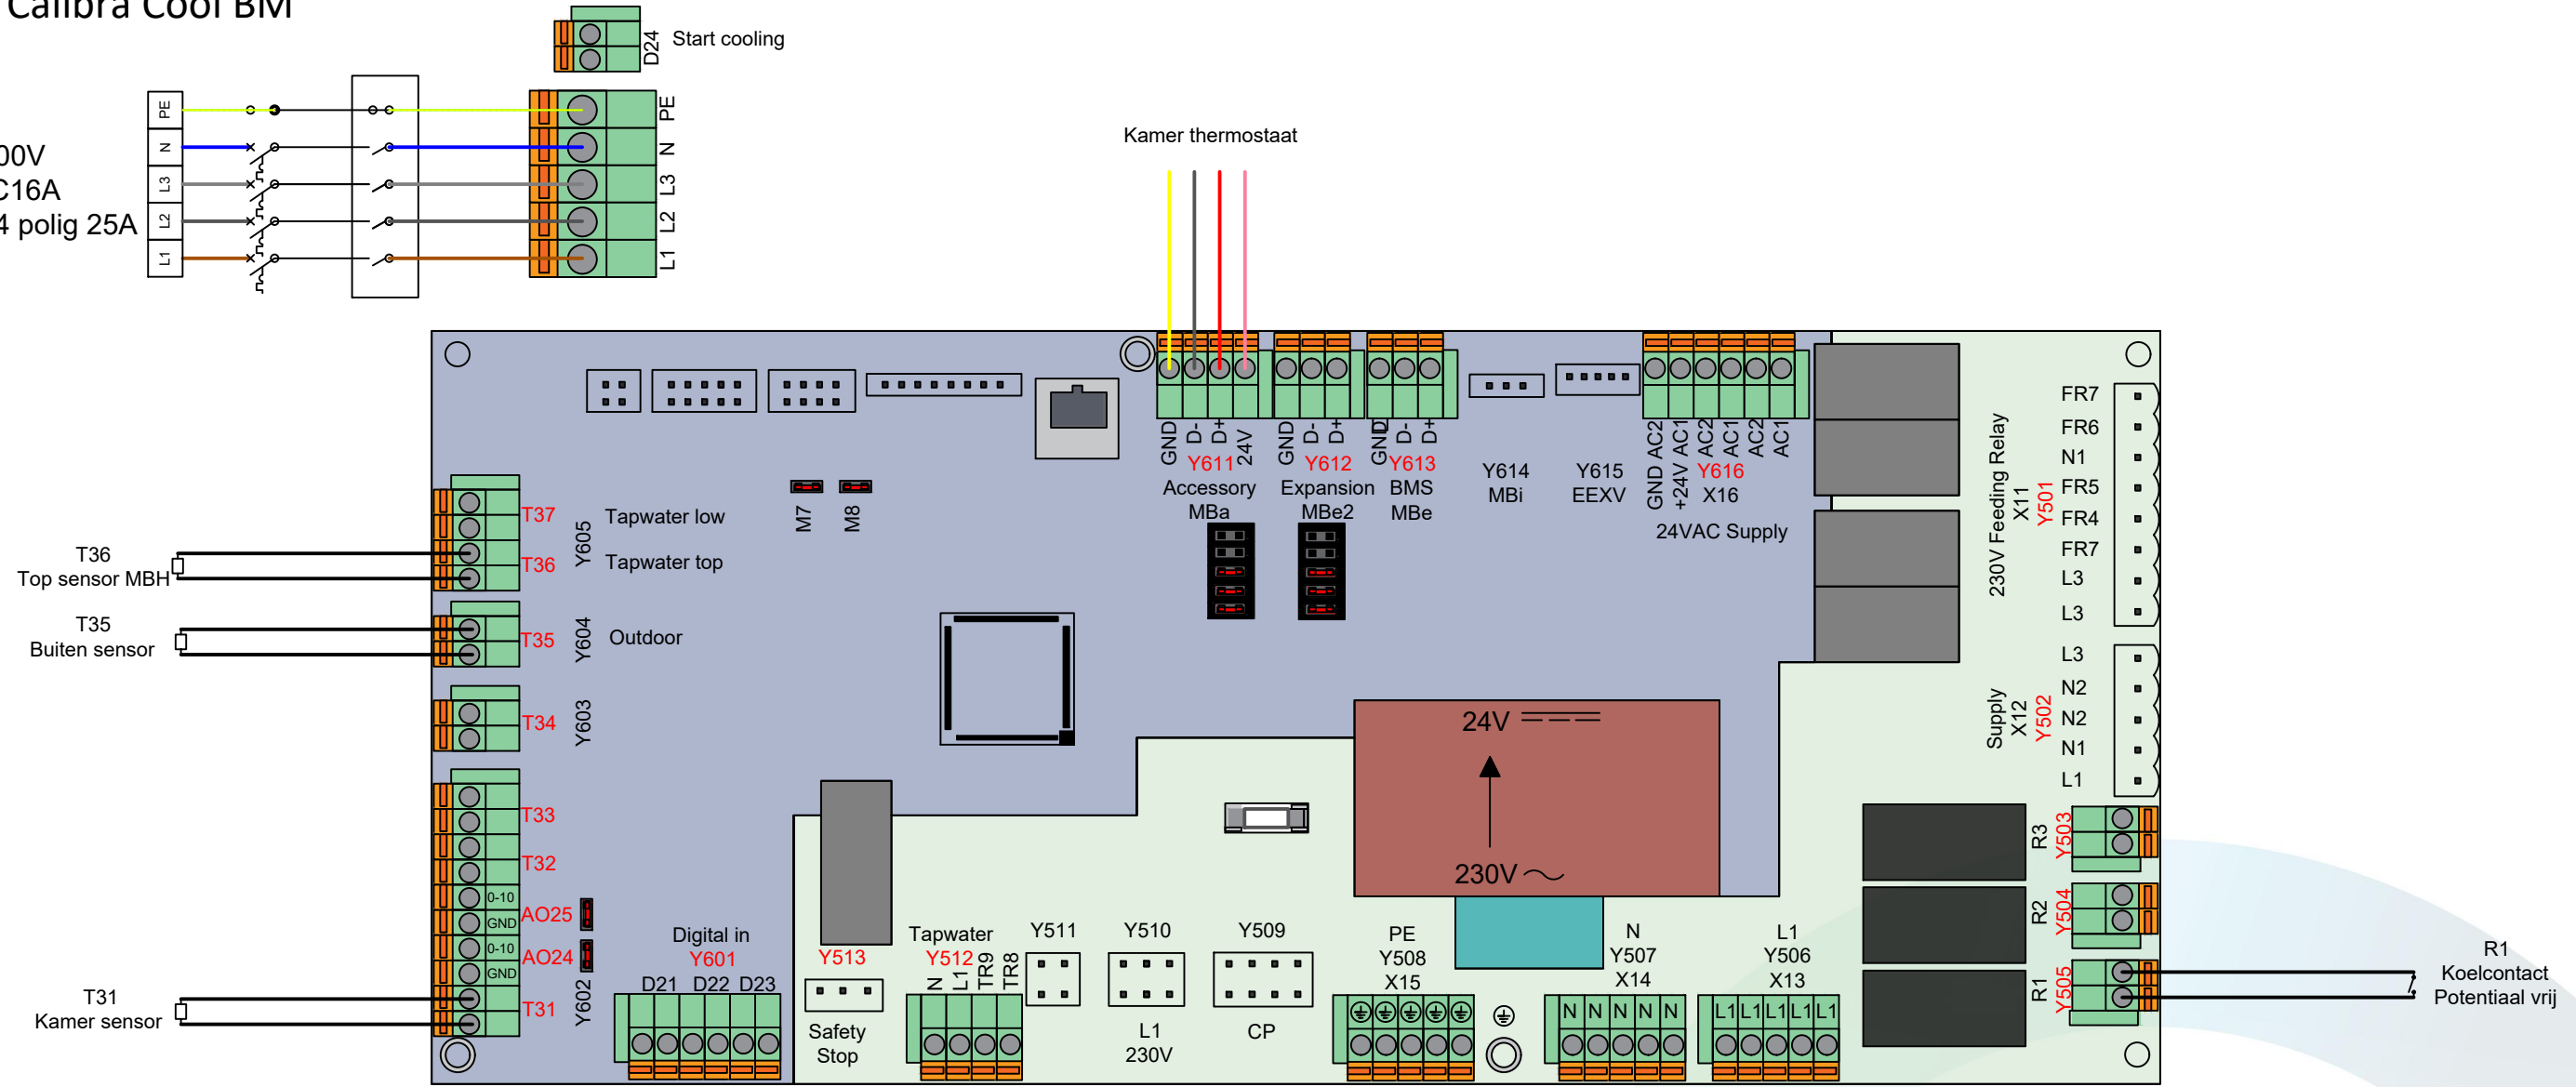 Calibra Cool BM
D24
Start cooling
PE
N
L3
L2
L1
00V
C16A
4 polig 25A
PE
N
L3
L2
L1
Kamer thermostaat
GND
D-
D+
24V
Y611
Accessory
MBa
GND
D-
D+
Y612
Expansion
MBe2
GND
D-
D+
Y613
BMS
MBe
Y614
MBi
Y615
EEXV
GND AC2
+24V AC1
AC2
AC1
AC2
AC1
Y616
X16
24VAC Supply
230V Feeding Relay
X11
Y501
FR7
FR6
N1
FR5
FR4
FR7
L3
L3
Supply
X12
Y502
L3
N2
N2
N1
L1
M7
M8
T36
Top sensor MBH
T37
T36
Y605
Tapwater low
Tapwater top
T35
Buiten sensor
T35
Y604
Outdoor
T34
Y603
T33
T32
0-10
GND
AO25
0-10
GND
AO24
T31
Y602
T31
Kamer sensor
24V
230V
Digital in
Y601
D21
D22
D23
Y513
Safety
Stop
Tapwater
Y512
N
L1
TR9
TR8
Y511
Y510
L1
230V
Y509
CP
PE
Y508
X15
N
Y507
X14
N
N
N
N
N
L1
Y506
X13
L1
L1
L1
L1
L1
R3
Y503
R2
Y504
R1
Y505
R1
Koelcontact
Potentiaal vrij